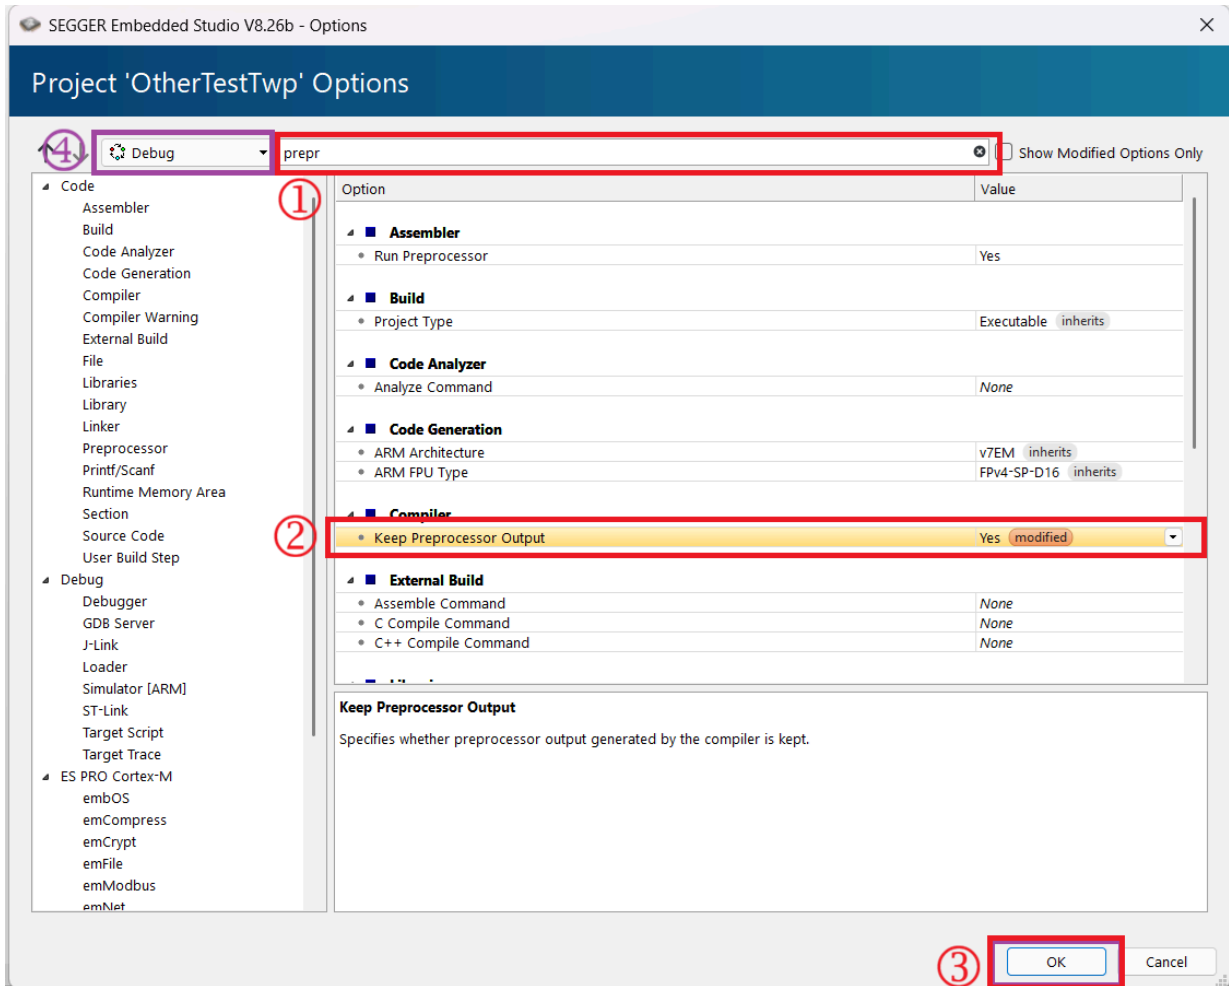 SEGGER Embedded Studio V8.26b - Options
Project 'OtherTestTwp' Options
④ Debug prepr Show Modified Options Only
①
Code
Assembler
Build
Code Analyzer
Code Generation
Compiler
Compiler Warning
External Build
File
Libraries
Library
Linker
Preprocessor
Printf/Scanf
Runtime Memory Area
Section
Source Code
User Build Step
Debug
Debugger
GDB Server
J-Link
Loader
Simulator [ARM]
ST-Link
Target Script
Target Trace
ES PRO Cortex-M
embOS
emCompress
emCrypt
emFile
emModbus
emNet
Option Value
Assembler
Run Preprocessor Yes
Build
Project Type Executable inherits
Code Analyzer
Analyze Command None
Code Generation
ARM Architecture v7EM inherits
ARM FPU Type FPv4-SP-D16 inherits
Compiler
② Keep Preprocessor Output Yes modified
External Build
Assemble Command None
C Compile Command None
C++ Compile Command None
Keep Preprocessor Output
Specifies whether preprocessor output generated by the compiler is kept.
③ OK Cancel